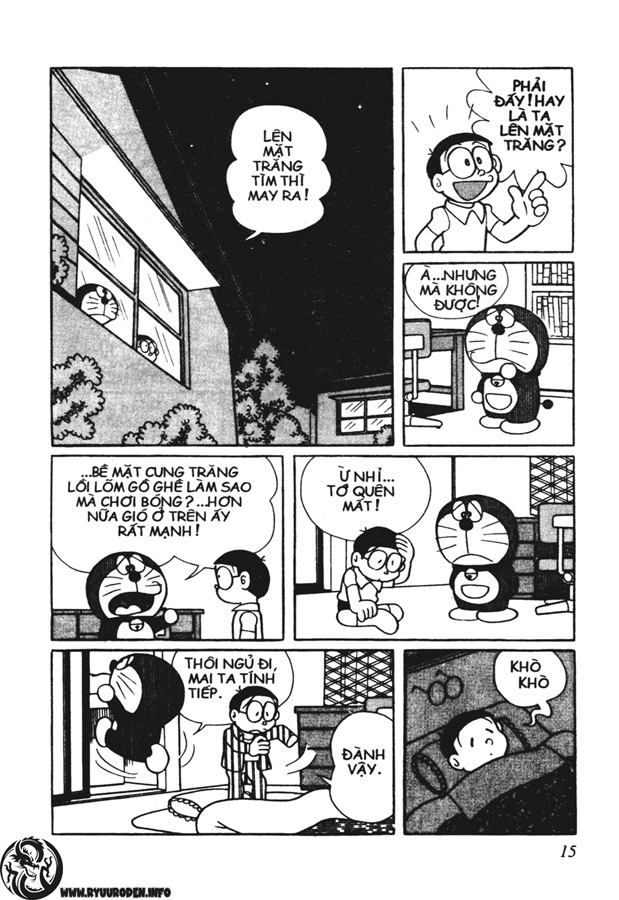 LÊN
MẶT
TRĂNG
TÌM THÌ
MAY RA!
PHẢI
ĐẤY! HAY
LÀ TA
LÊN MẶT
TRĂNG?
À...NHƯNG
MÀ KHÔNG
ĐƯỢC!
...BỀ MẶT CUNG TRĂNG
LỒI LÕM GỒ GHỀ LÀM SAO
MÀ CHƠI BÓNG?...HƠN
NỮA GIÓ Ở TRÊN ẤY
RẤT MẠNH!
Ừ NHỈ...
TỚ QUÊN
MẤT!
THÔI NGỦ ĐI,
MAI TA TÍNH
TIẾP.
ĐÀNH
VẬY.
KHÒ
KHÒ
15
WWW.RYUURODEN.INFO